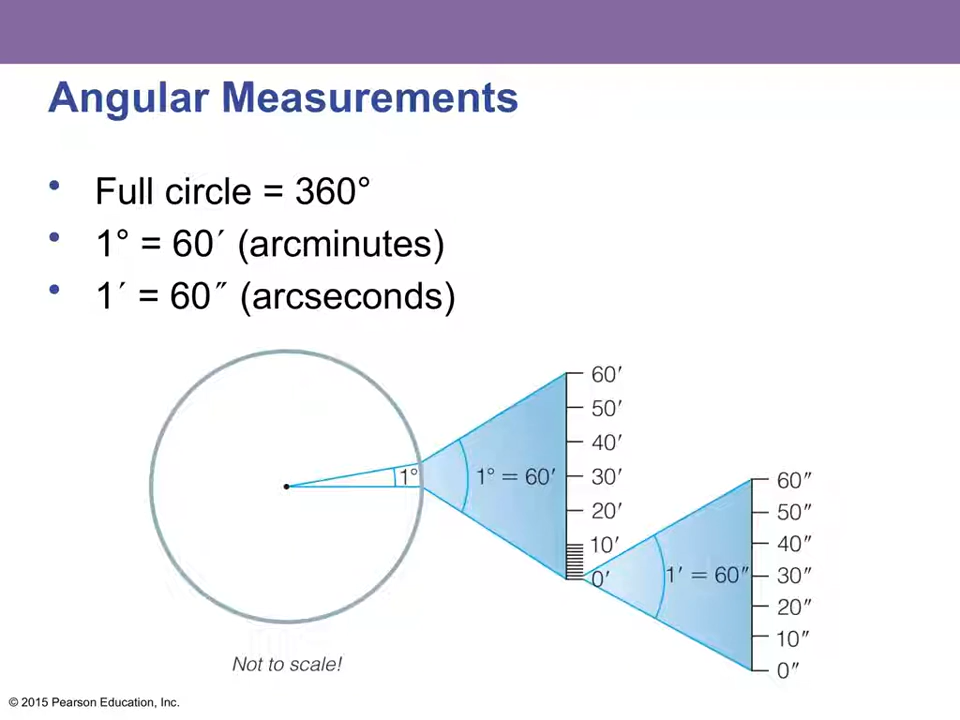 Angular Measurements
• Full circle = 360°
• 1° = 60′ (arcminutes)
• 1′ = 60″ (arcseconds)
60′
50′
40′
1°
1° = 60′
30′
20′
10′
0′
60″
50″
40″
1′ = 60″
30″
20″
10″
0″
Not to scale!
© 2015 Pearson Education, Inc.